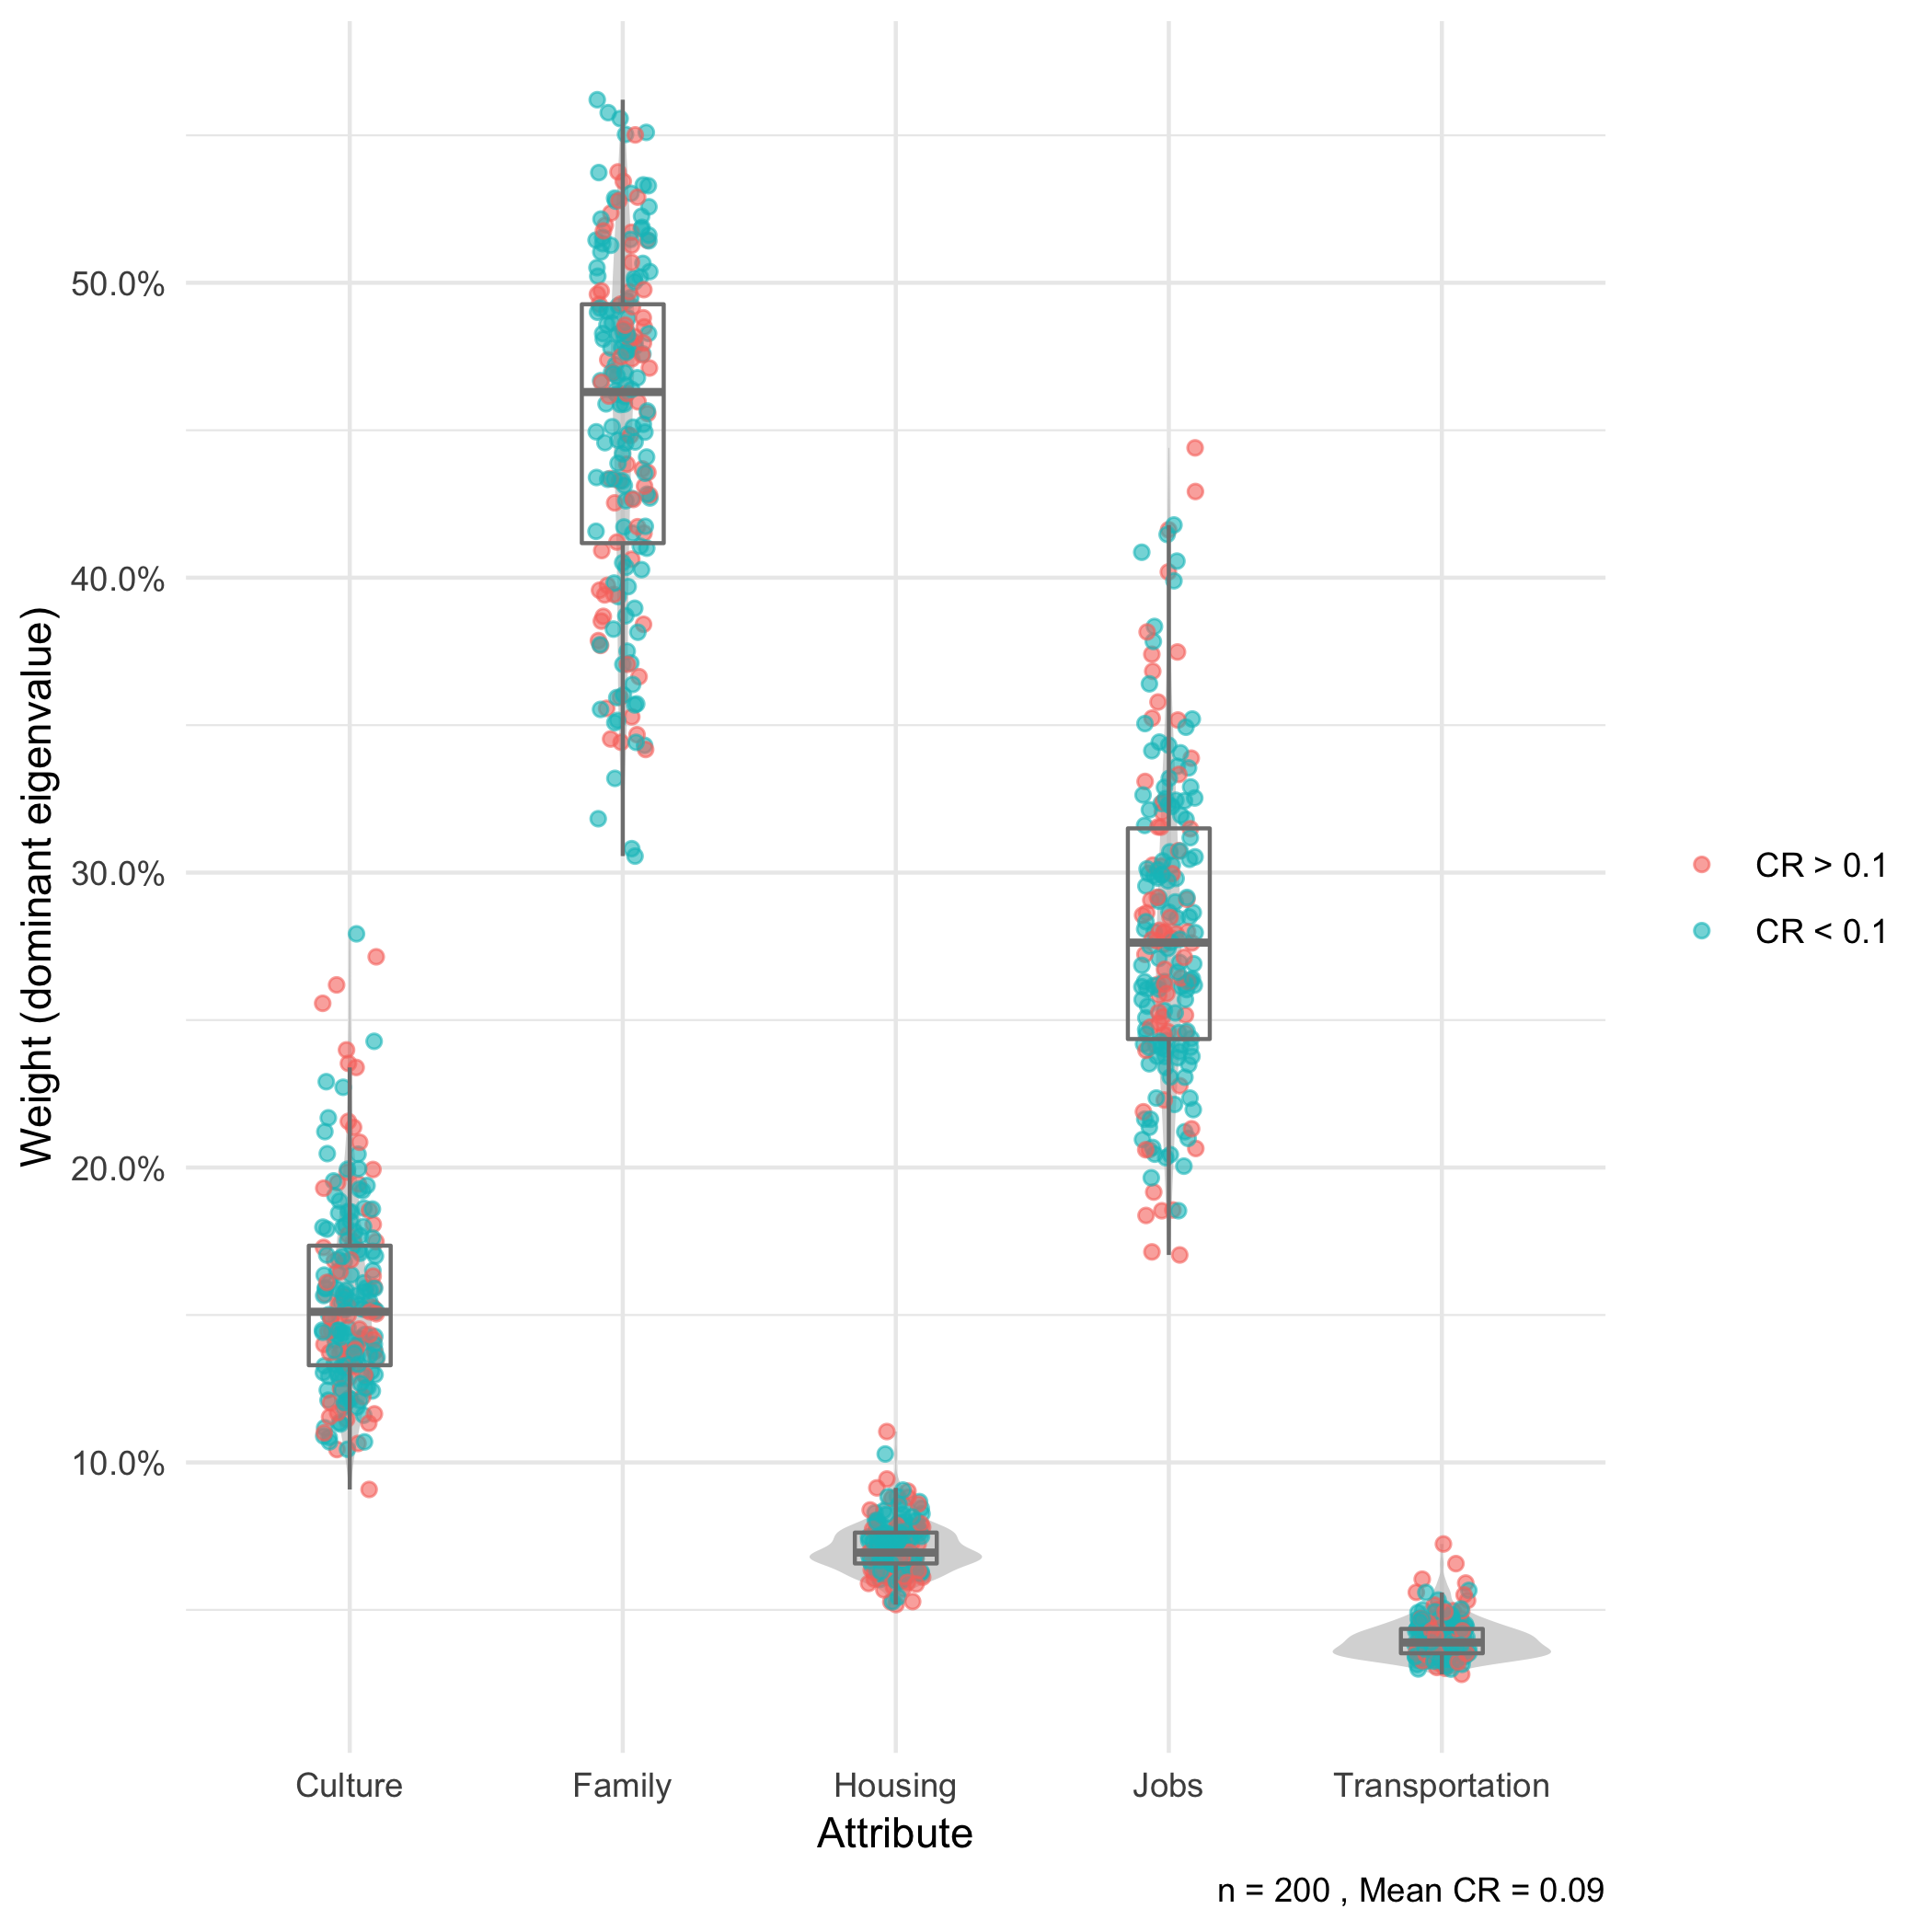 Weight (dominant eigenvalue)
50.0%
40.0%
30.0%
20.0%
10.0%
CR > 0.1
CR < 0.1
Culture
Family
Housing
Jobs
Transportation
Attribute
n = 200 , Mean CR = 0.09